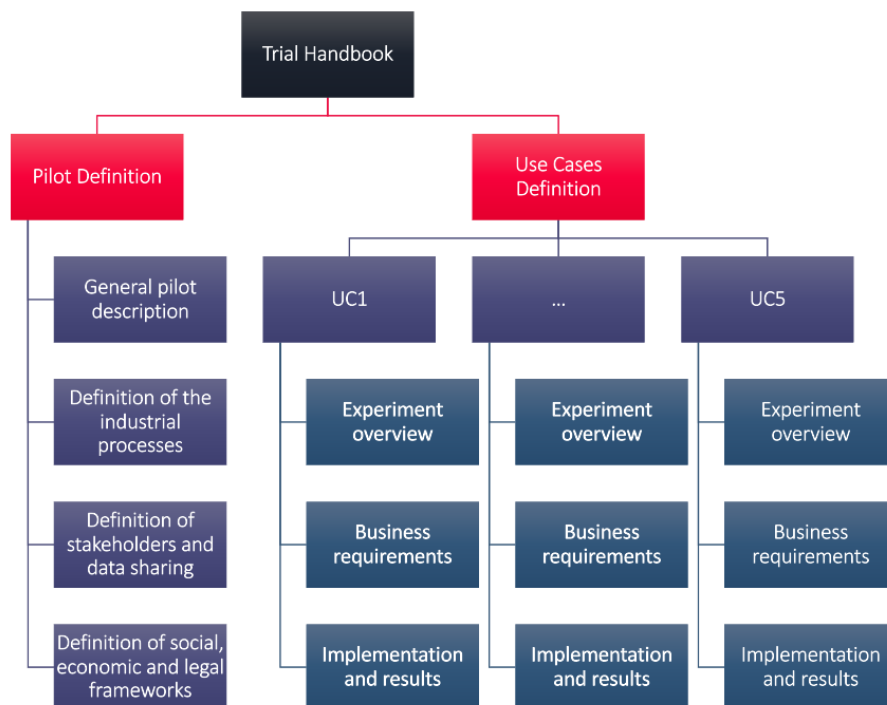 Trial Handbook
Pilot Definition
Use Cases
Definition
General pilot
description
UC1
...
UC5
Definition of the
industrial
processes
Experiment
overview
Experiment
overview
Experiment
overview
Definition of
stakeholders and
data sharing
Business
requirements
Business
requirements
Business
requirements
Definition of social,
economic and legal
frameworks
Implementation
and results
Implementation
and results
Implementation
and results